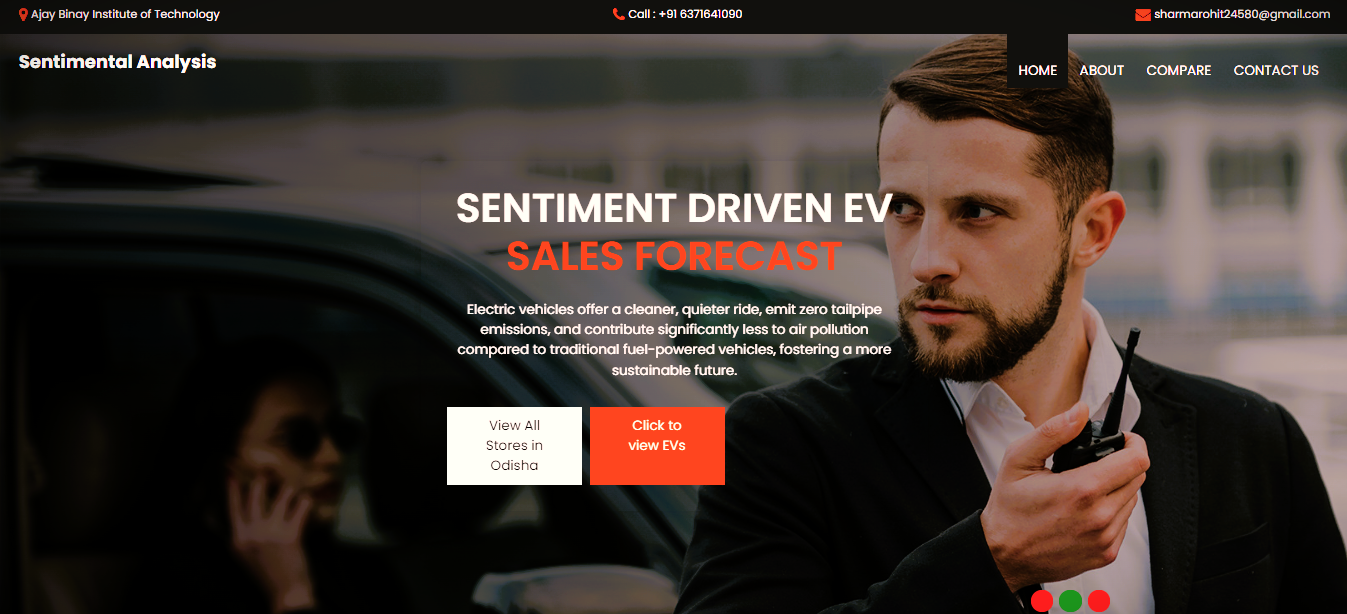 Ajay Binay Institute of Technology
Call : +91 6371641090
sharmarohit24580@gmail.com
Sentimental Analysis
HOME
ABOUT
COMPARE
CONTACT US
SENTIMENT DRIVEN EV
SALES FORECAST
Electric vehicles offer a cleaner, quieter ride, emit zero tailpipe
emissions, and contribute significantly less to air pollution
compared to traditional fuel-powered vehicles, fostering a more
sustainable future.
View All
Stores in
Odisha
Click to
view EVs